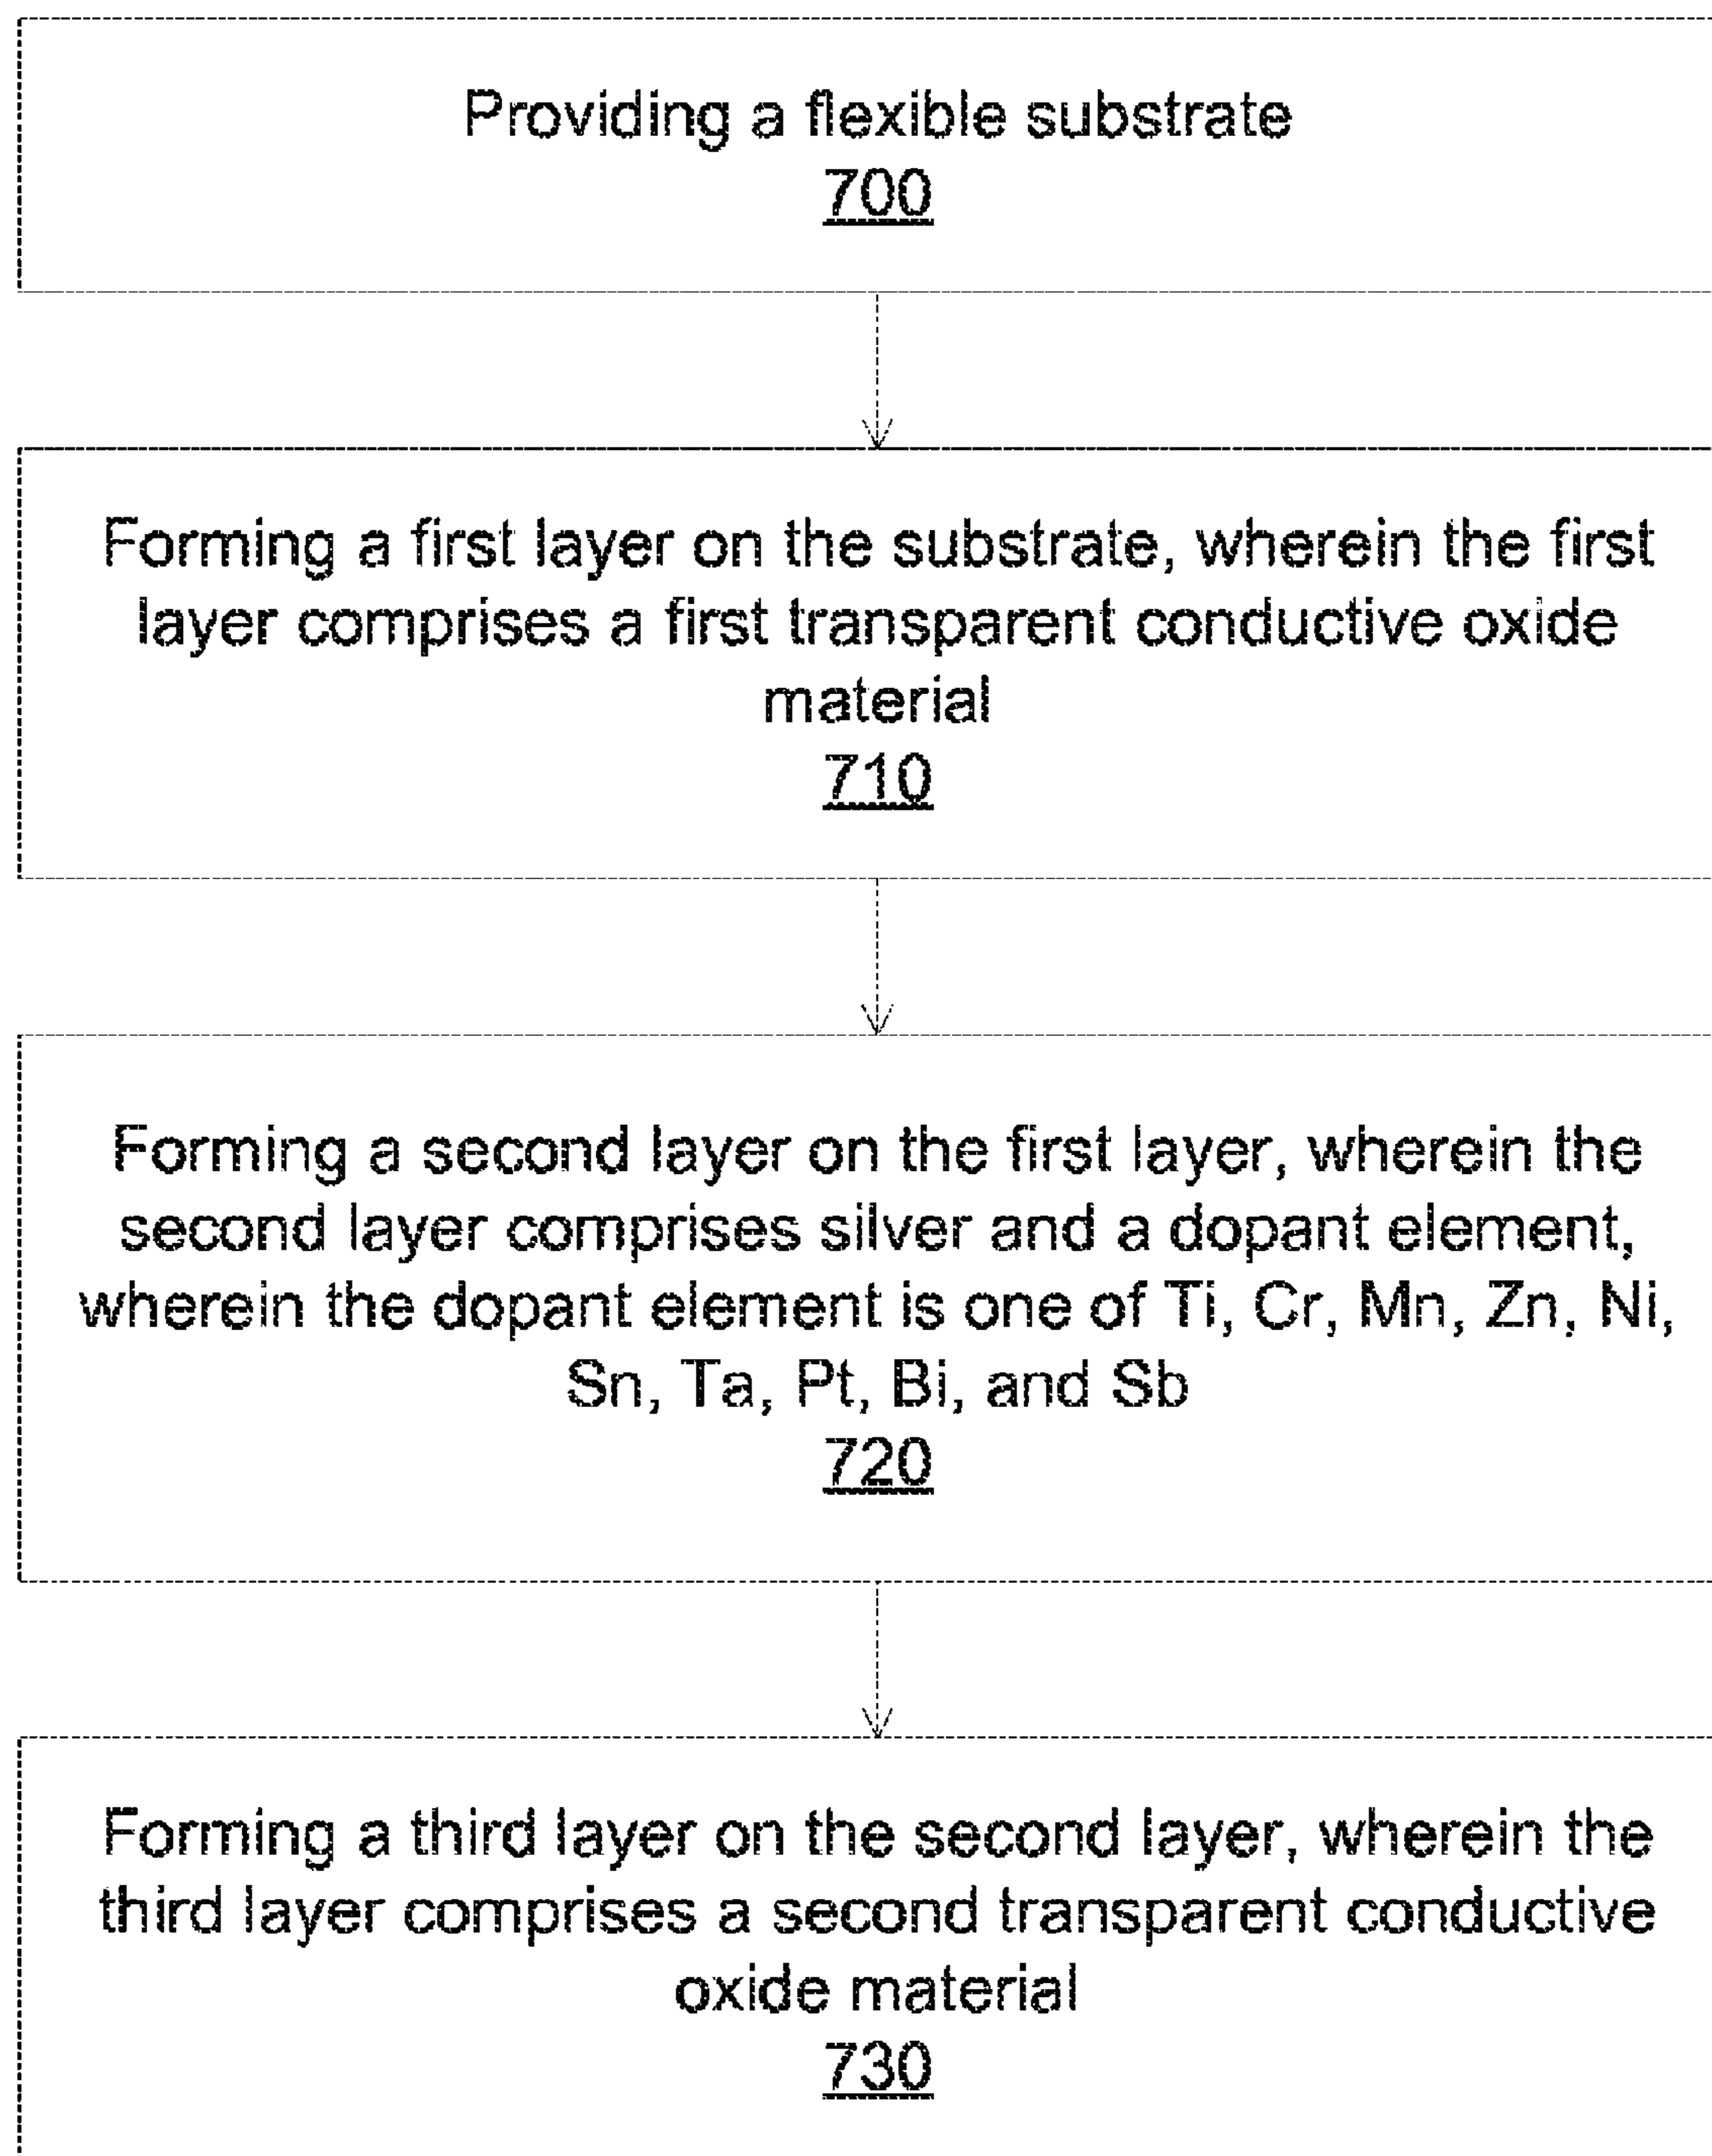 Providing a flexible substrate
700
Forming a first layer on the substrate, wherein the first
layer comprises a first transparent conductive oxide
material
710
Forming a second layer on the first layer, wherein the
second layer comprises silver and a dopant element,
wherein the dopant element is one of Ti, Cr, Mn, Zn, Ni,
Sn, Ta, Pt, Bi, and Sb
720
Forming a third layer on the second layer, wherein the
third layer comprises a second transparent conductive
oxide material
730